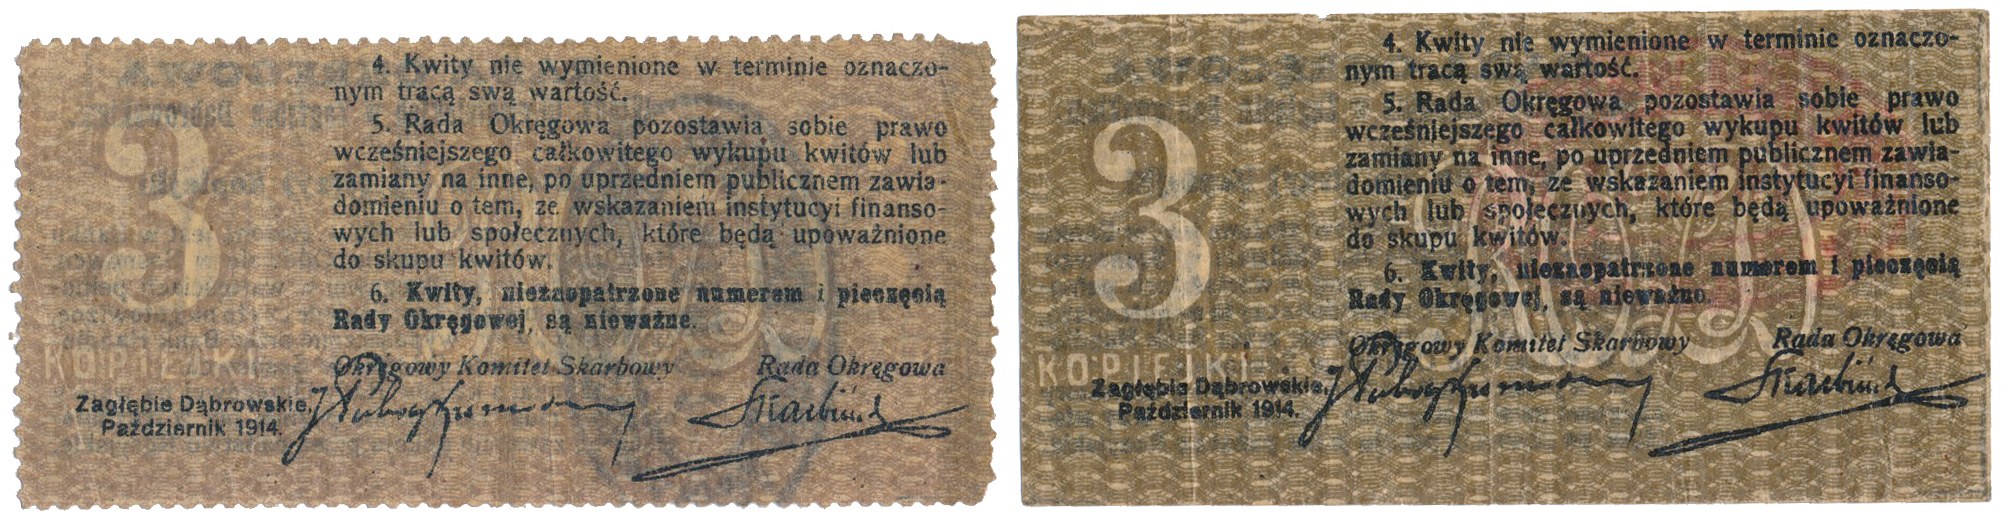 4. Kwity nie wymienione w terminie oznaczo-
nym tracą swą wartość.
5. Rada Okręgowa pozostawia sobie prawo
wcześniejszego całkowitego wykupu kwitów lub
zamiany na inne, po uprzedniem publicznem zawia-
domieniu o tem, ze wskazaniem instytucyi finanso-
wych lub społecznych, które będą upoważnione
do skupu kwitów.
6. Kwity, niezaopatrzone numerem i pieczęcią
Rady Okręgowej, są nieważne.
3
KOPIEJKI
Okręgowy Komitet Skarbowy Rada Okręgowa
Zagłębie Dąbrowskie,
Październik 1914.
4. Kwity nie wymienione w terminie oznaczo-
nym tracą swą wartość.
5. Rada Okręgowa pozostawia sobie prawo
wcześniejszego całkowitego wykupu kwitów lub
zamiany na inne, po uprzedniem publicznem zawia-
domieniu o tem, ze wskazaniem instytucyi finanso-
wych lub społecznych, które będą upoważnione
do skupu kwitów.
6. Kwity, niezaopatrzone numerem i pieczęcią
Rady Okręgowej, są nieważne.
3
KOPIEJKI
Okręgowy Komitet Skarbowy Rada Okręgowa
Zagłębie Dąbrowskie,
Październik 1914.